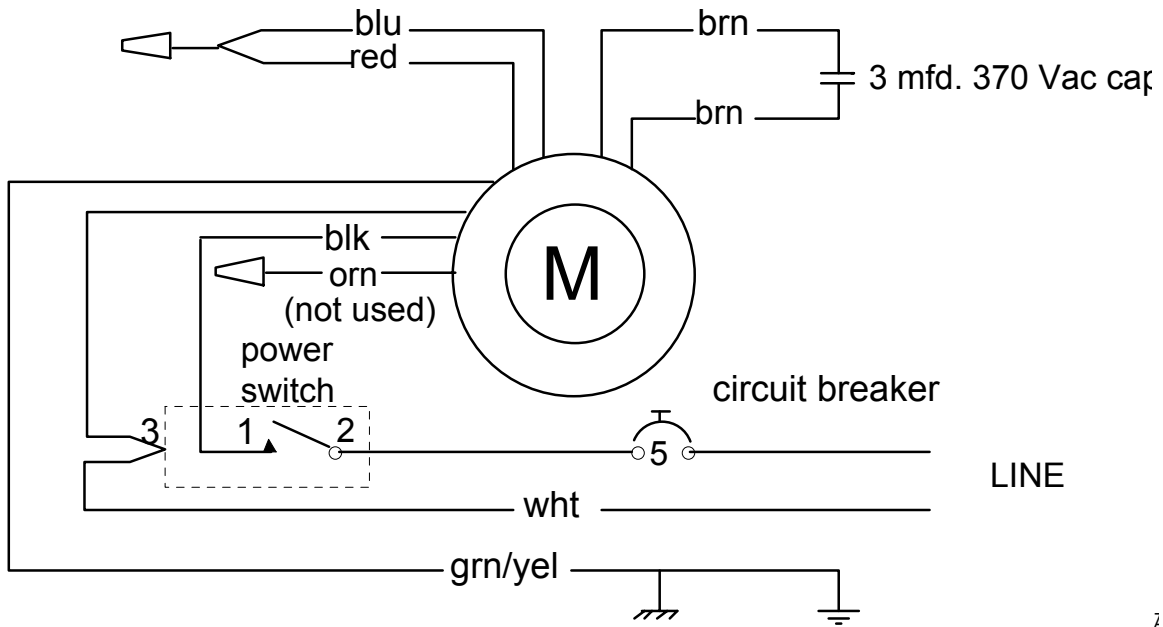 blu
red
brn
3 mfd. 370 Vac cap
brn
blk
orn
(not used)
M
power
switch
circuit breaker
3
1
2
5
LINE
wht
grn/yel